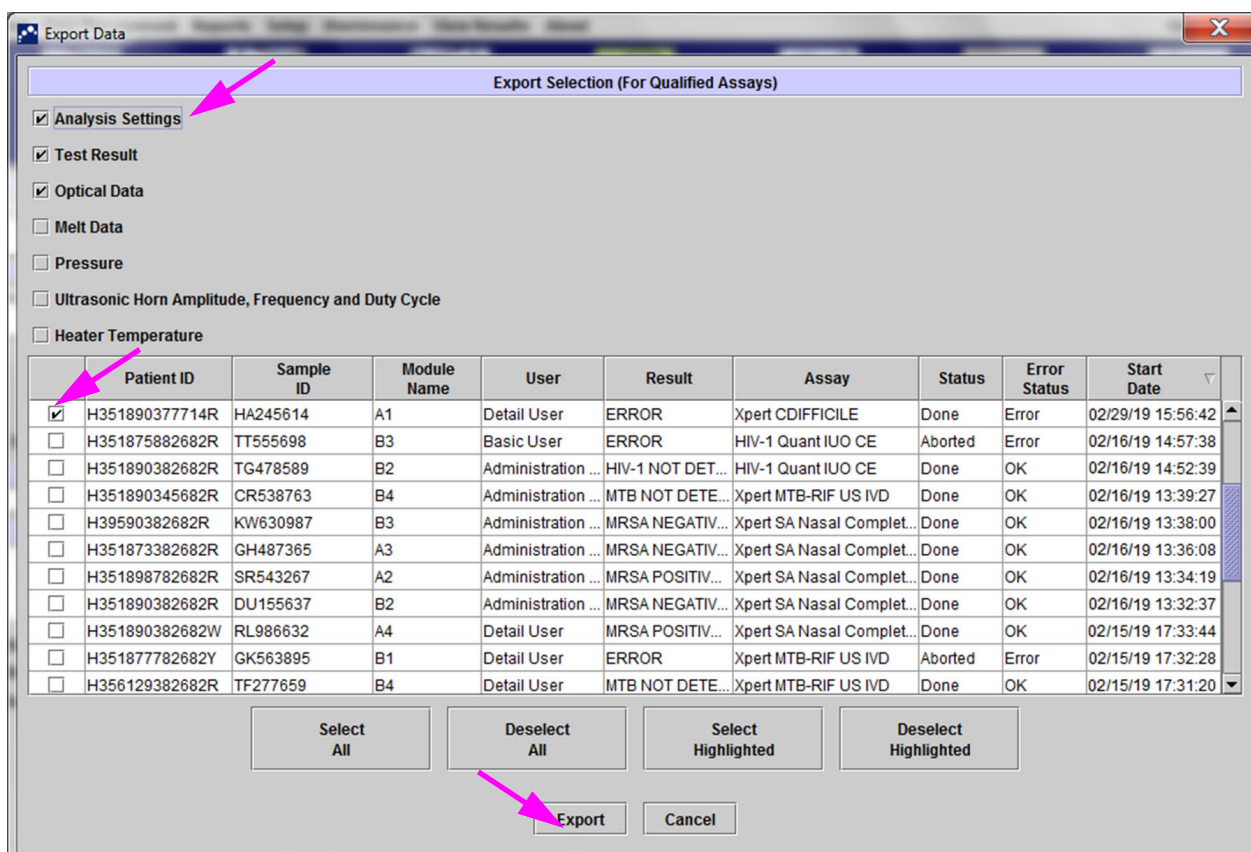 Reports Setup Maintenance View Results About
Export Data
Export Selection (For Qualified Assays)
Analysis Settings
Test Result
Optical Data
Melt Data
Pressure
Ultrasonic Horn Amplitude, Frequency and Duty Cycle
Heater Temperature
Patient ID Sample ID Module Name User Result Assay Status Error Status Start Date
H351890377714R HA245614 A1 Detail User ERROR Xpert CDIFFICILE Done Error 02/29/19 15:56:42
H351875882682R TT555698 B3 Basic User ERROR HIV-1 Quant IUO CE Aborted Error 02/16/19 14:57:38
H351890382682R TG478589 B2 Administration ... HIV-1 NOT DET... HIV-1 Quant IUO CE Done OK 02/16/19 14:52:39
H351890345682R CR538763 B4 Administration ... MTB NOT DETE... Xpert MTB-RIF US IVD Done OK 02/16/19 13:39:27
H39590382682R KW630987 B3 Administration ... MRSA NEGATIV... Xpert SA Nasal Complet... Done OK 02/16/19 13:38:00
H351873382682R GH487365 A3 Administration ... MRSA NEGATIV... Xpert SA Nasal Complet... Done OK 02/16/19 13:36:08
H351898782682R SR543267 A2 Administration ... MRSA POSITIV... Xpert SA Nasal Complet... Done OK 02/16/19 13:34:19
H351890382682R DU155637 B2 Administration ... MRSA NEGATIV... Xpert SA Nasal Complet... Done OK 02/16/19 13:32:37
H351890382682W RL986632 A4 Detail User MRSA POSITIV... Xpert SA Nasal Complet... Done OK 02/15/19 17:33:44
H351877782682Y GK563895 B1 Detail User ERROR Xpert MTB-RIF US IVD Aborted Error 02/15/19 17:32:28
H356129382682R TF277659 B4 Detail User MTB NOT DETE... Xpert MTB-RIF US IVD Done OK 02/15/19 17:31:20
Select All Deselect All Select Highlighted Deselect Highlighted
Export Cancel